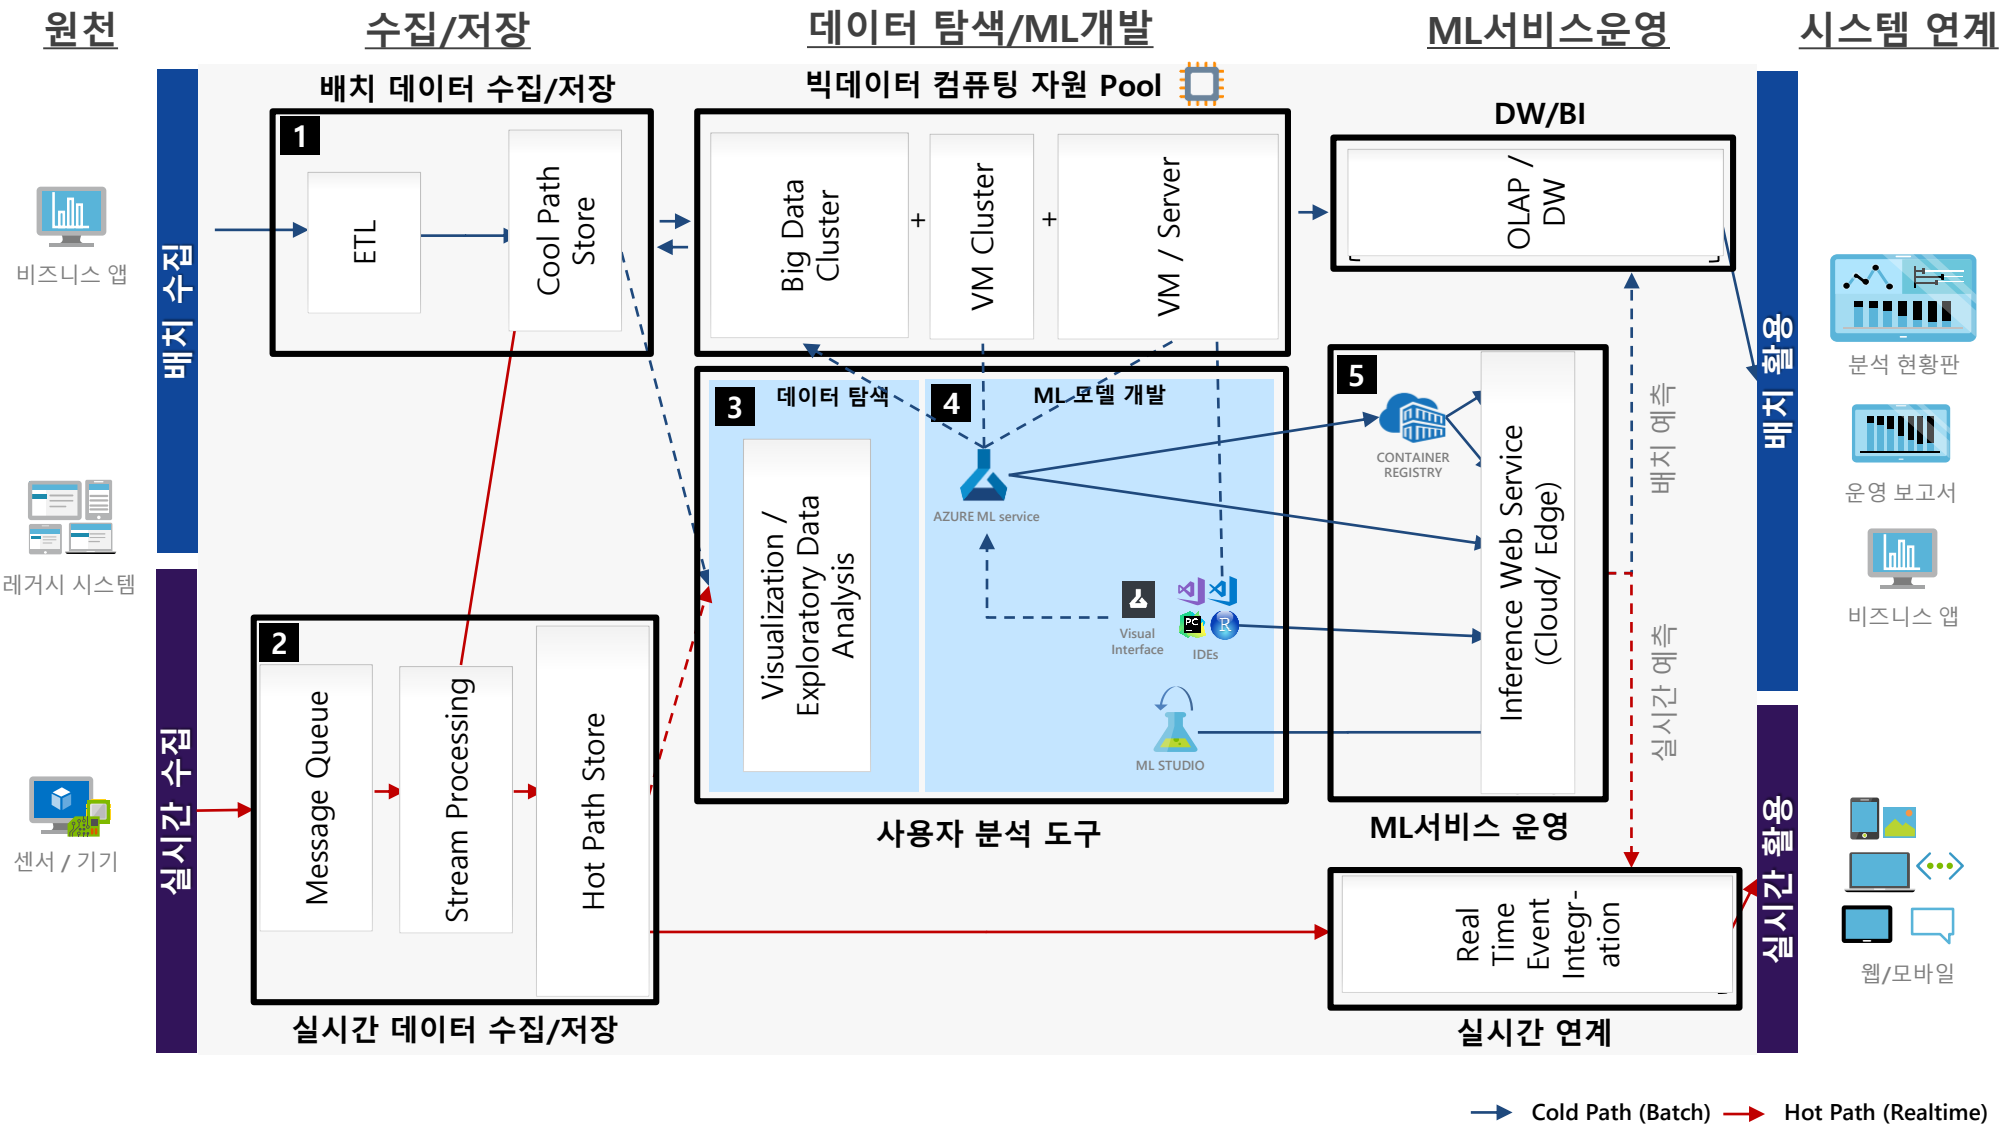 원천
수집/저장
데이터 탐색/ML개발
ML서비스운영
시스템 연계
배치 데이터 수집/저장
빅데이터 컴퓨팅 자원 Pool
DW/BI
1
ETL
Cool Path
Store
Big Data
Cluster
+
VM Cluster
+
VM / Server
OLAP /
DW
비즈니스 앱
레거시 시스템
센서 / 기기
배치 수집
실시간 수집
2
Message Queue
Stream Processing
Hot Path Store
실시간 데이터 수집/저장
3
데이터 탐색
Visualization /
Exploratory Data
Analysis
4
ML 모델 개발
AZURE ML service
Visual
Interface
PC
R
IDEs
ML STUDIO
사용자 분석 도구
5
CONTAINER
REGISTRY
Inference Web Service
(Cloud/ Edge)
ML서비스 운영
배치 예측
실시간 예측
Real
Time
Event
Integr-
ation
실시간 연계
배치 활용
실시간 활용
분석 현황판
운영 보고서
비즈니스 앱
웹/모바일
Cold Path (Batch)
Hot Path (Realtime)